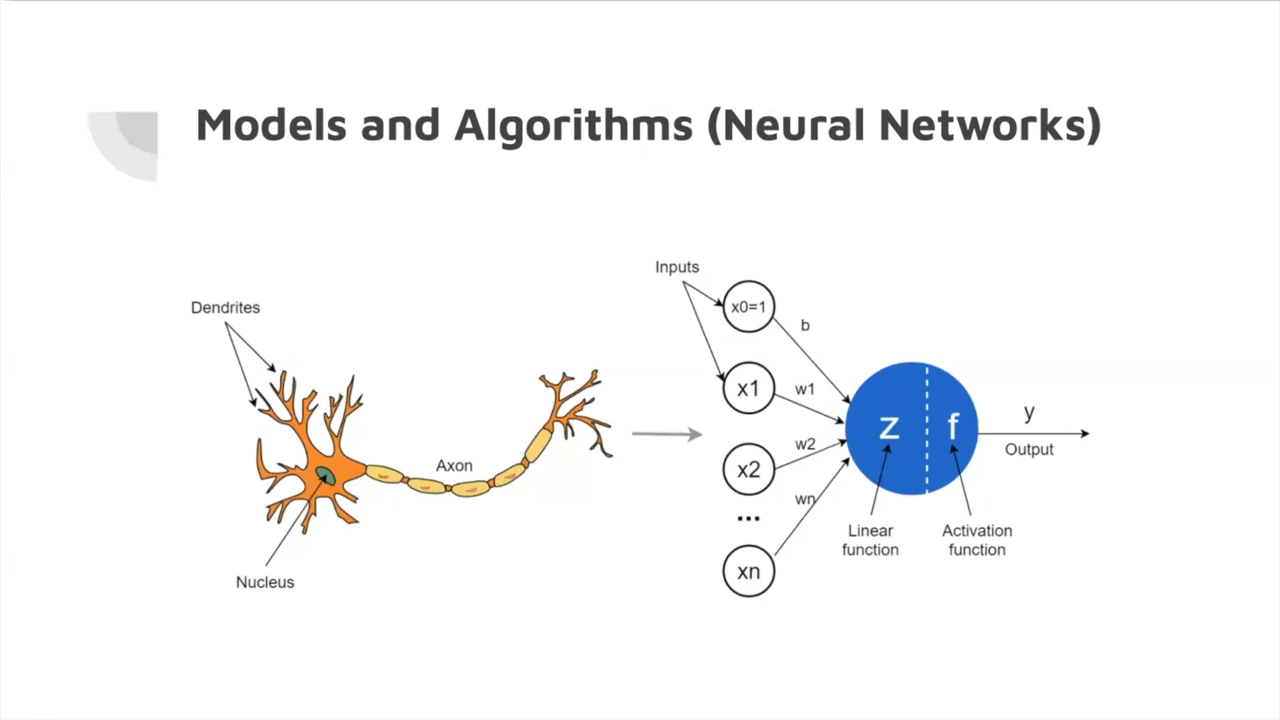 Models and Algorithms (Neural Networks)
Dendrites
Axon
Nucleus
Inputs
x0=1
b
x1
w1
x2
w2
...
wn
xn
z
f
y
Output
Linear
function
Activation
function